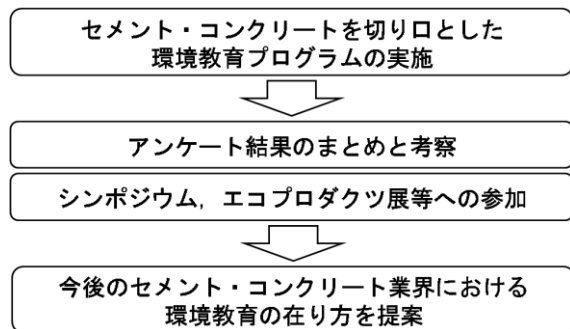 セメント・コンクリートを切り口とした
環境教育プログラムの実施
アンケート結果のまとめと考察
シンポジウム，エコプロダクツ展等への参加
今後のセメント・コンクリート業界における
環境教育の在り方を提案